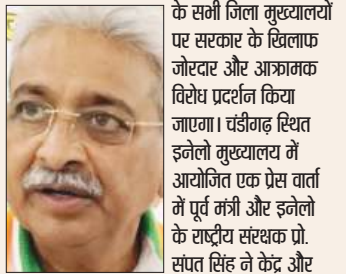 के सभी जिला मुख्यालयों
पर सरकार के खिलाफ
जोरदार और आक्रामक
विरोध प्रदर्शन किया
जाएगा। चंडीगढ़ स्थित
इनेलो मुख्यालय में
आयोजित एक प्रेस वार्ता
में पूर्व मंत्री और इनेलो
के राष्ट्रीय संरक्षक प्रो.
संपत सिंह ने केंद्र और